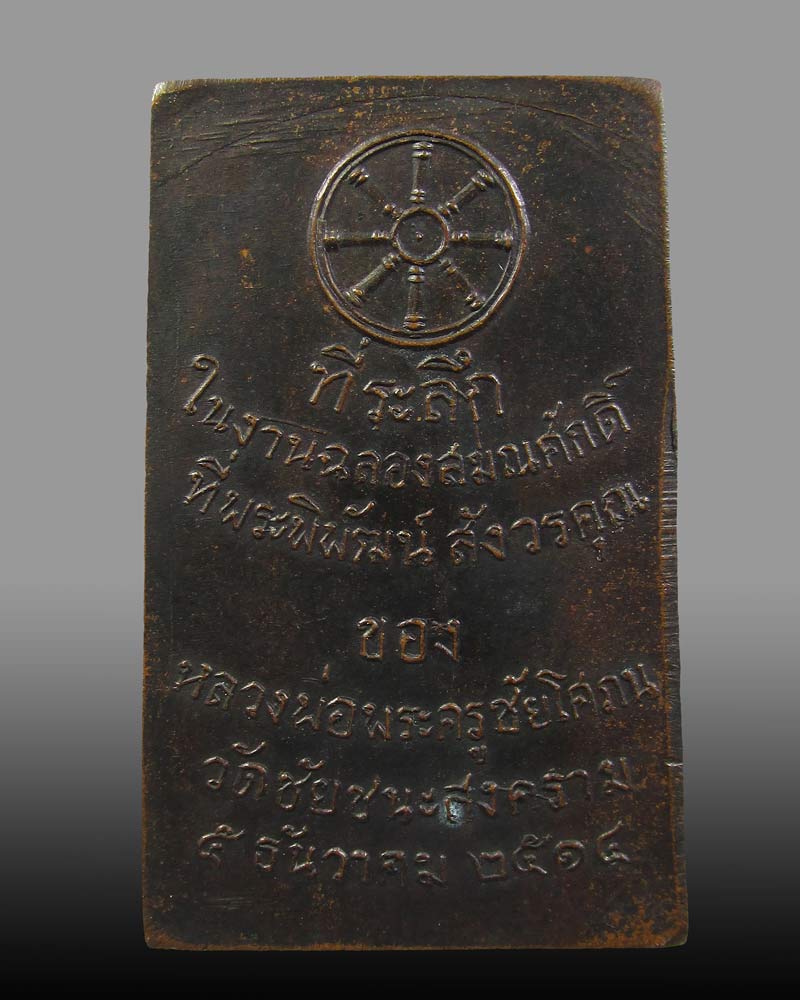 ที่ระลึก
ในงานฉลองสมณศักดิ์
ที่พระพิพัฒน์ สังวรคุณ
ของ
หลวงพ่อพระครูชัยโศภน
วัดชัยชนะสงคราม
๕ ธันวาคม ๒๕๑๔